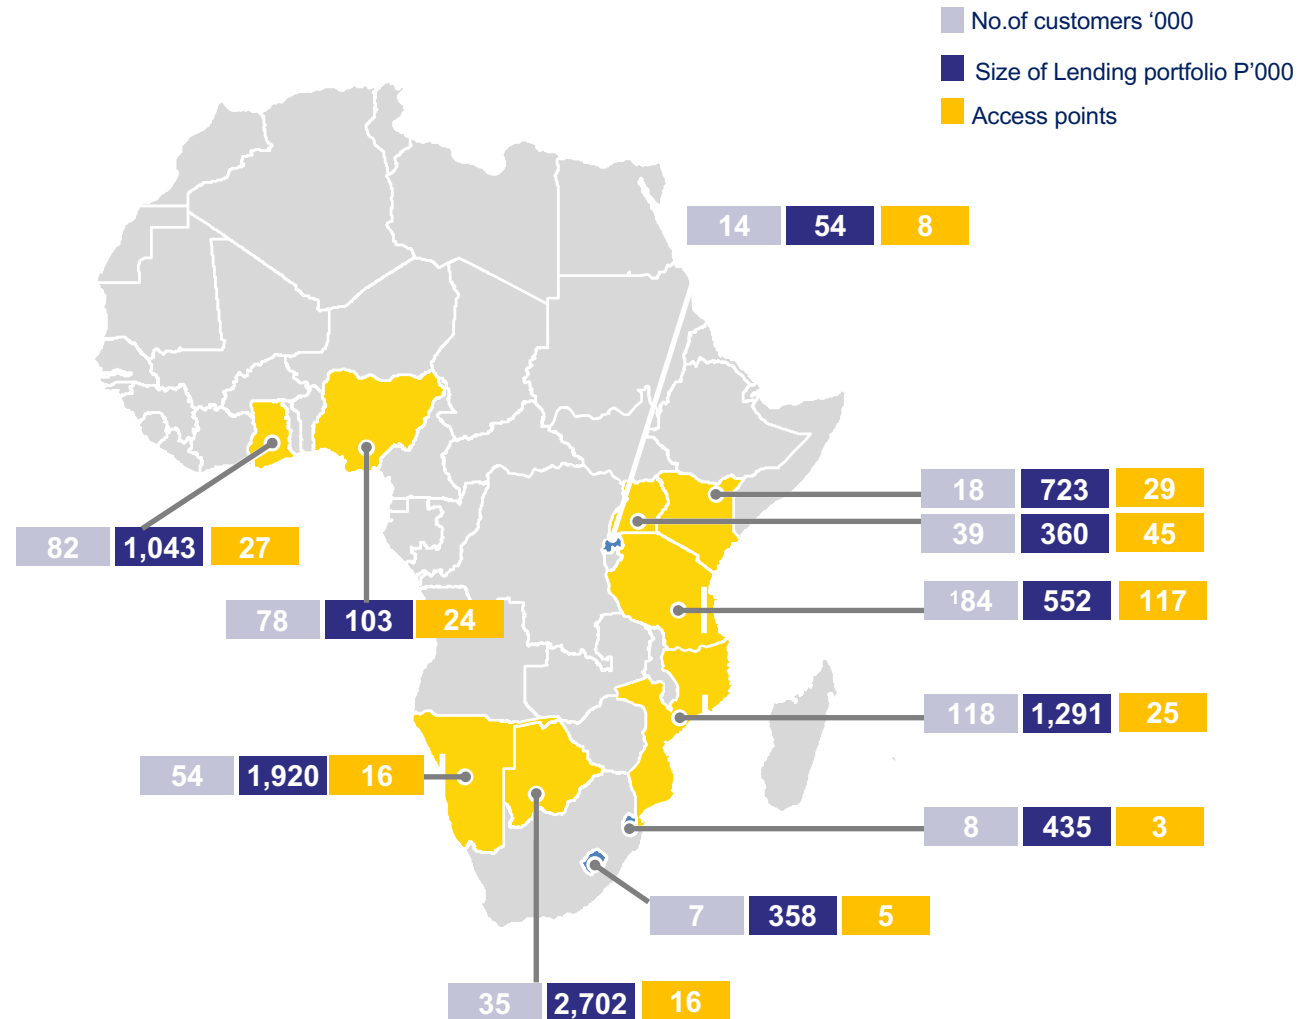 No.of customers ‘000
Size of Lending portfolio P’000
Access points
14 54 8
18 723 29
39 360 45
82 1,043 27
¹84 552 117
78 103 24
118 1,291 25
54 1,920 16
8 435 3
7 358 5
35 2,702 16